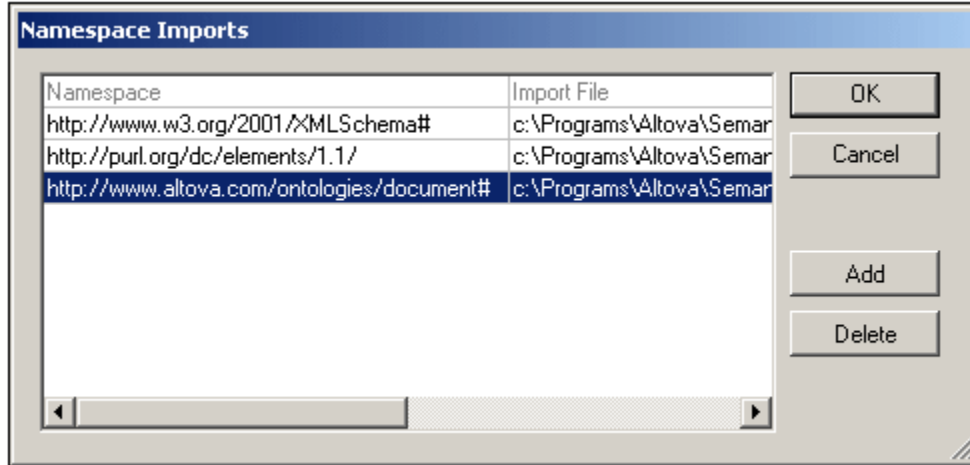 Namespace Imports
Namespace Import File
http://www.w3.org/2001/XMLSchema# c:\Programs\Altova\Seman
http://purl.org/dc/elements/1.1/ c:\Programs\Altova\Seman
http://www.altova.com/ontologies/document# c:\Programs\Altova\Seman
OK
Cancel
Add
Delete